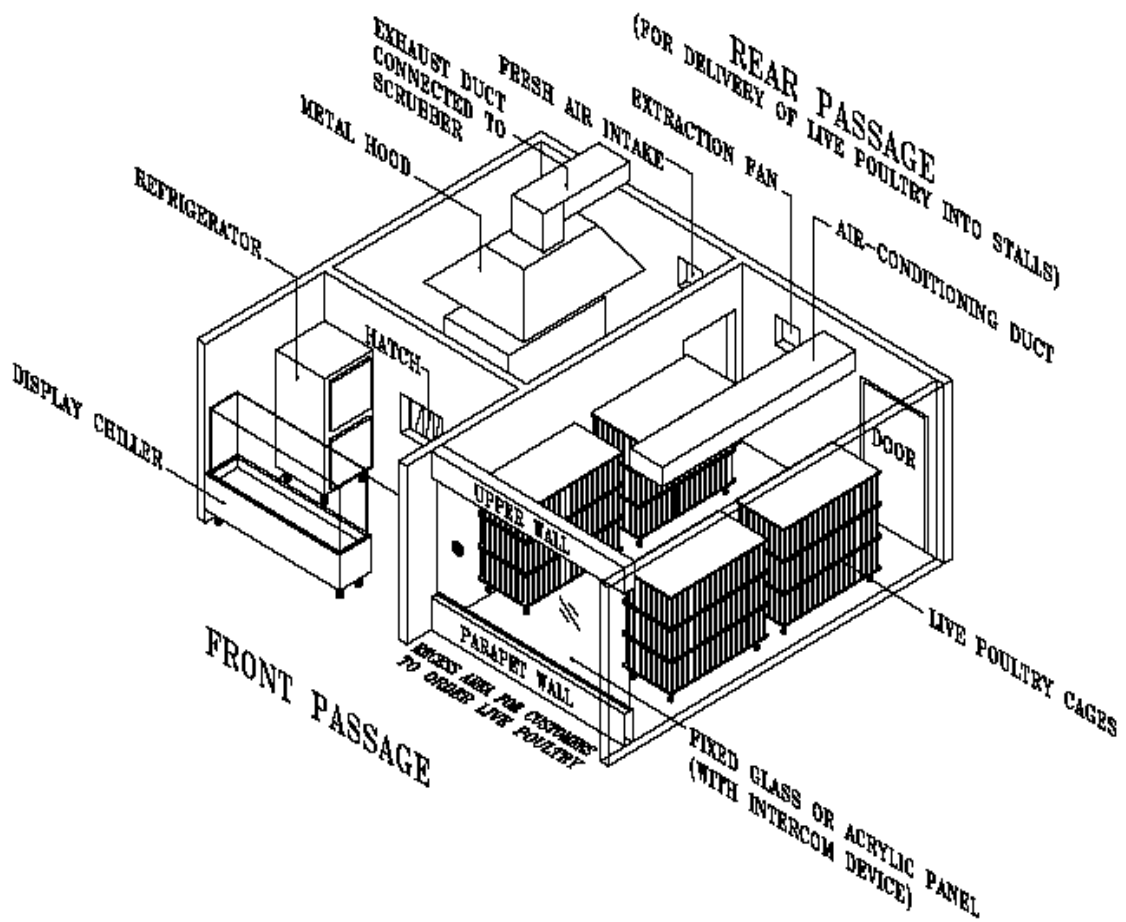 REAR PASSAGE
(FOR DELIVERY OF LIVE POULTRY INTO STALLS)
EXHAUST DUCT
CONNECTED TO
SCRUBBER
FRESH AIR INTAKE
EXTRACTION FAN
METAL HOOD
AIR-CONDITIONING DUCT
REFRIGERATOR
HATCH
DISPLAY CHILLER
DOOR
UPPER WALL
LIVE POULTRY CAGES
PARAPET WALL
RECESS AREA FOR CUSTOMERS
TO ORDER LIVE POULTRY
FRONT PASSAGE
FIXED GLASS OR ACRYLIC PANEL
(WITH INTERCOM DEVICE)